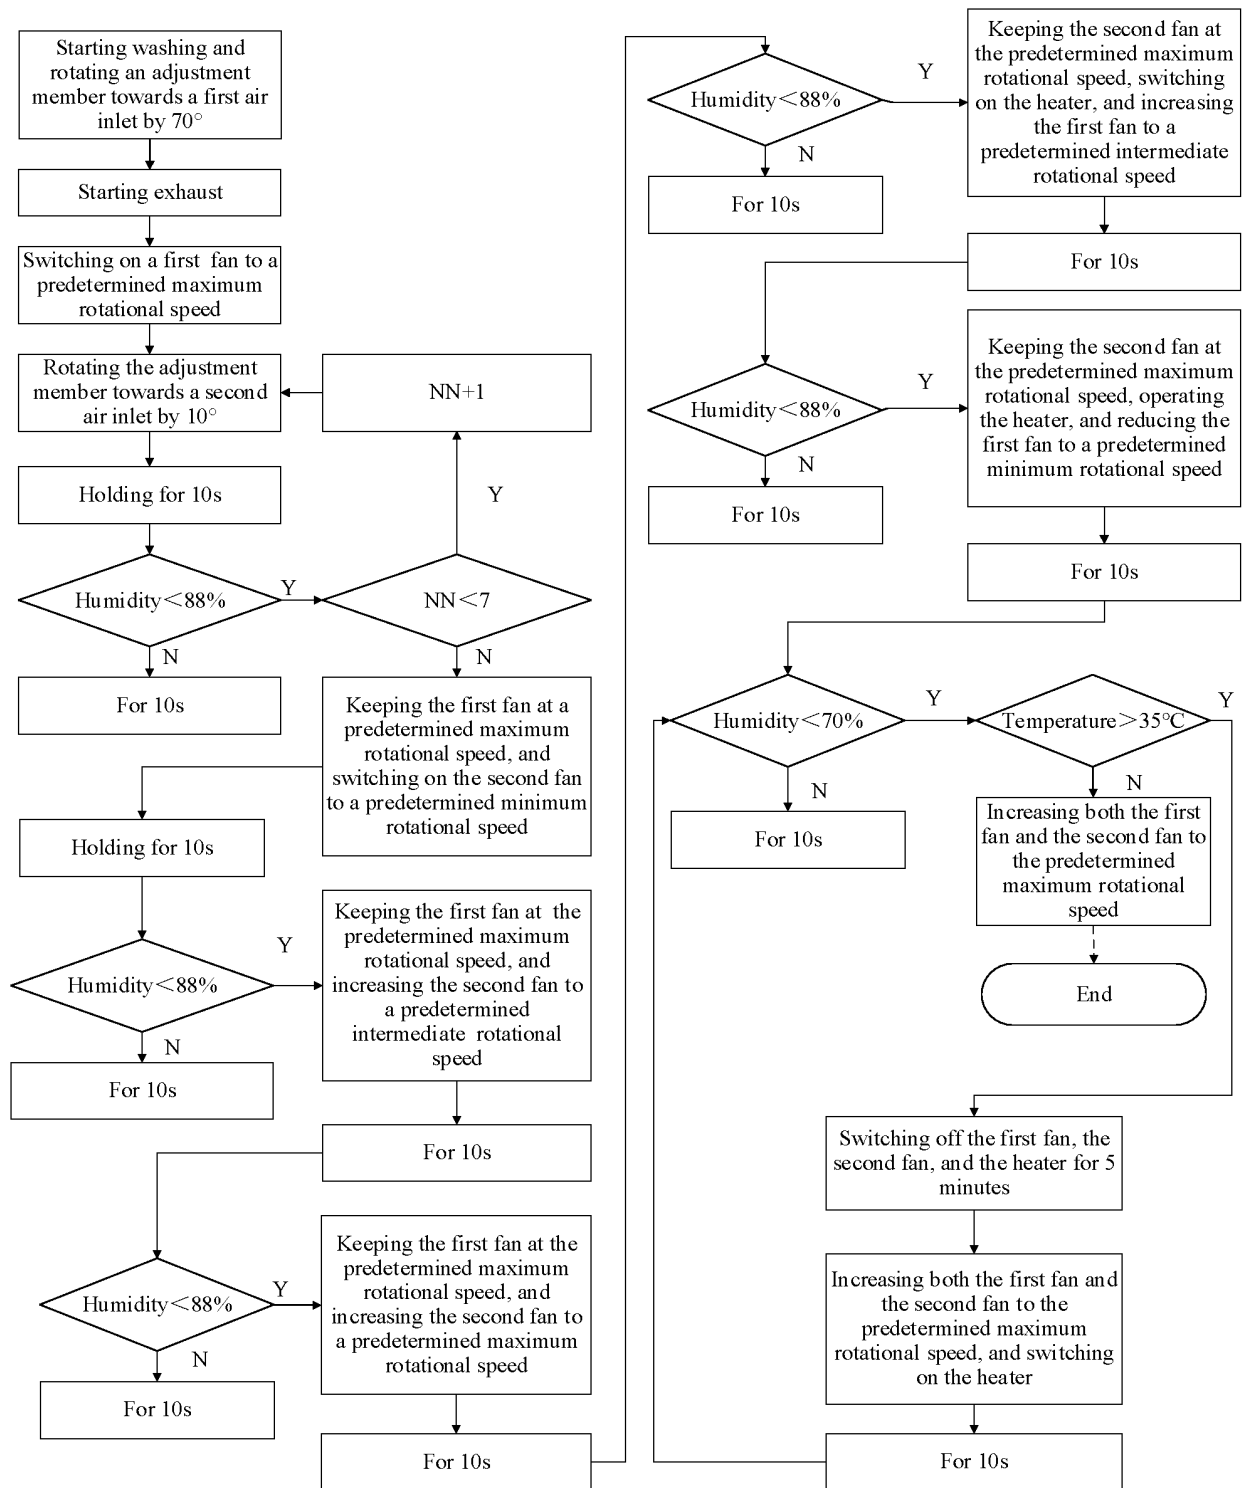 Starting washing and
rotating an adjustment
member towards a first air
inlet by 70°
Starting exhaust
Switching on a first fan to a
predetermined maximum
rotational speed
Rotating the adjustment
member towards a second
air inlet by 10°
NN+1
Holding for 10s
Y
Humidity<88%
Y
NN<7
N
N
For 10s
Keeping the first fan at a
predetermined maximum
rotational speed, and
switching on the second fan
to a predetermined minimum
rotational speed
Holding for 10s
Humidity<88%
Y
Keeping the first fan at the
predetermined maximum
rotational speed, and
increasing the second fan to
a predetermined
intermediate rotational
speed
N
For 10s
For 10s
Humidity<88%
Y
Keeping the first fan at the
predetermined maximum
rotational speed, and
increasing the second fan to
a predetermined maximum
rotational speed
N
For 10s
For 10s
Humidity<88%
Y
Keeping the second fan at
the predetermined maximum
rotational speed, switching
on the heater, and increasing
the first fan to a
predetermined intermediate
rotational speed
N
For 10s
For 10s
Humidity<88%
Y
Keeping the second fan at
the predetermined maximum
rotational speed, operating
the heater, and reducing the
first fan to a predetermined
minimum rotational speed
N
For 10s
For 10s
Humidity<70%
Y
Temperature>35℃
Y
N
N
For 10s
Increasing both the first
fan and the second fan to
the predetermined
maximum rotational
speed
End
Switching off the first fan, the
second fan, and the heater for 5
minutes
Increasing both the first fan and
the second fan to the
predetermined maximum
rotational speed, and switching
on the heater
For 10s